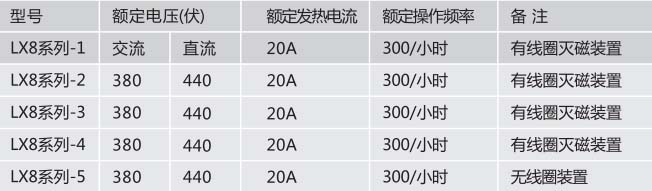 型号 额定电压(伏) 额定发热电流 额定操作频率 备 注
LX8系列-1 交流 直流 20A 300/小时 有线圈灭磁装置
LX8系列-2 380 440 20A 300/小时 有线圈灭磁装置
LX8系列-3 380 440 20A 300/小时 有线圈灭磁装置
LX8系列-4 380 440 20A 300/小时 有线圈灭磁装置
LX8系列-5 380 440 20A 300/小时 无线圈装置